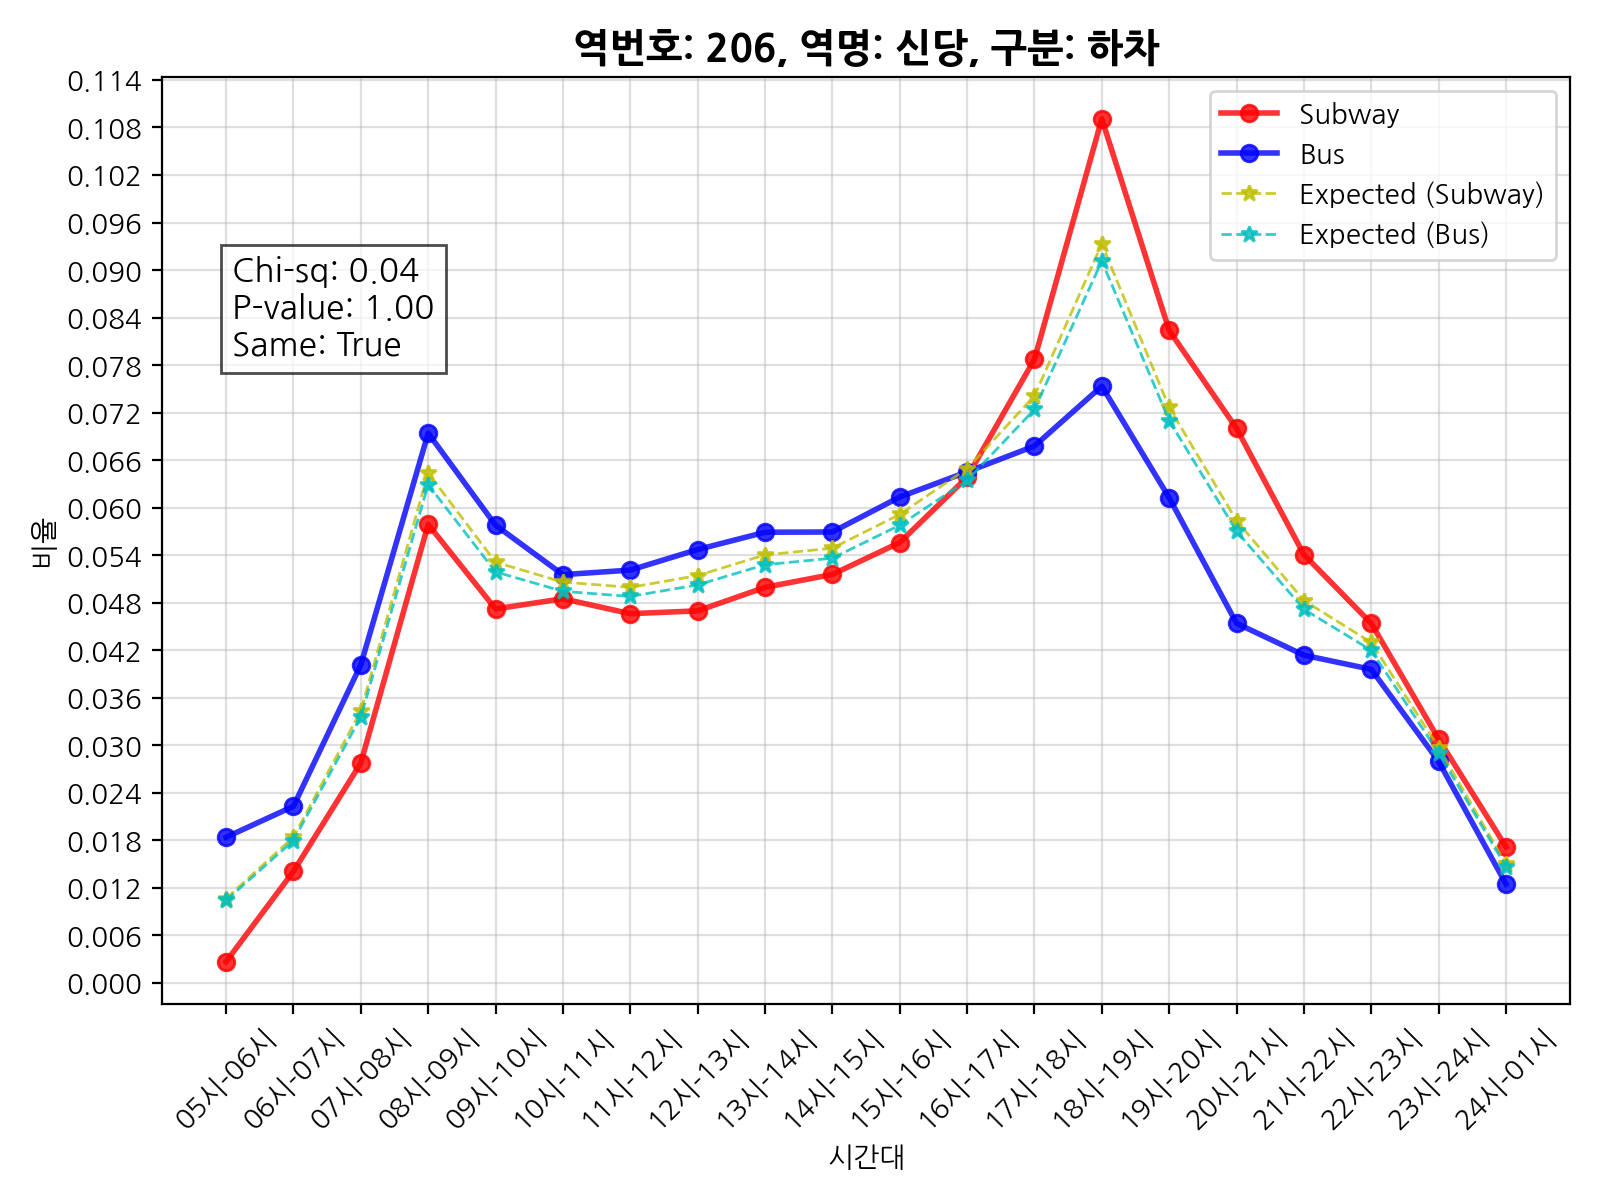 역번호: 206, 역명: 신당, 구분: 하차
0.114
0.108
0.102
0.096
0.090
0.084
0.078
0.072
0.066
0.060
0.054
0.048
0.042
0.036
0.030
0.024
0.018
0.012
0.006
0.000
비율
Subway
Bus
Expected (Subway)
Expected (Bus)
Chi-sq: 0.04
P-value: 1.00
Same: True
05시-06시
06시-07시
07시-08시
08시-09시
09시-10시
10시-11시
11시-12시
12시-13시
13시-14시
14시-15시
15시-16시
16시-17시
17시-18시
18시-19시
19시-20시
20시-21시
21시-22시
22시-23시
23시-24시
24시-01시
시간대